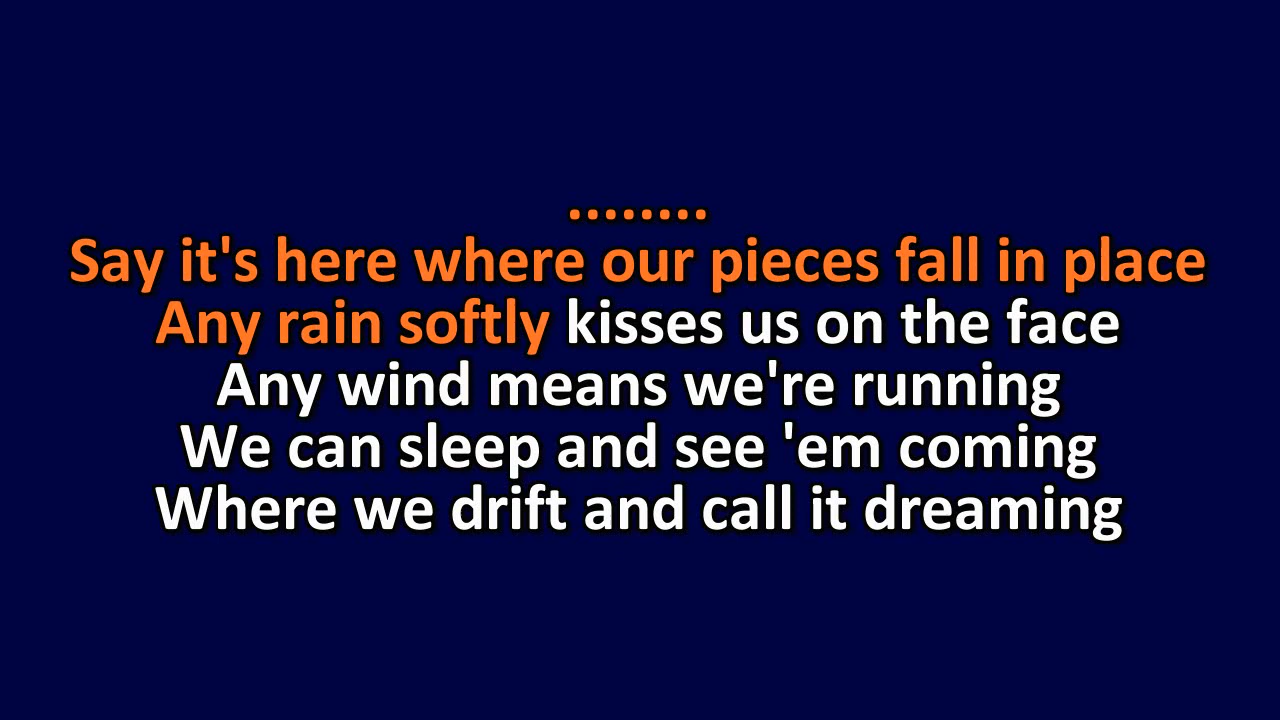 ........
Say it's here where our pieces fall in place
Any rain softly kisses us on the face
Any wind means we're running
We can sleep and see 'em coming
Where we drift and call it dreaming